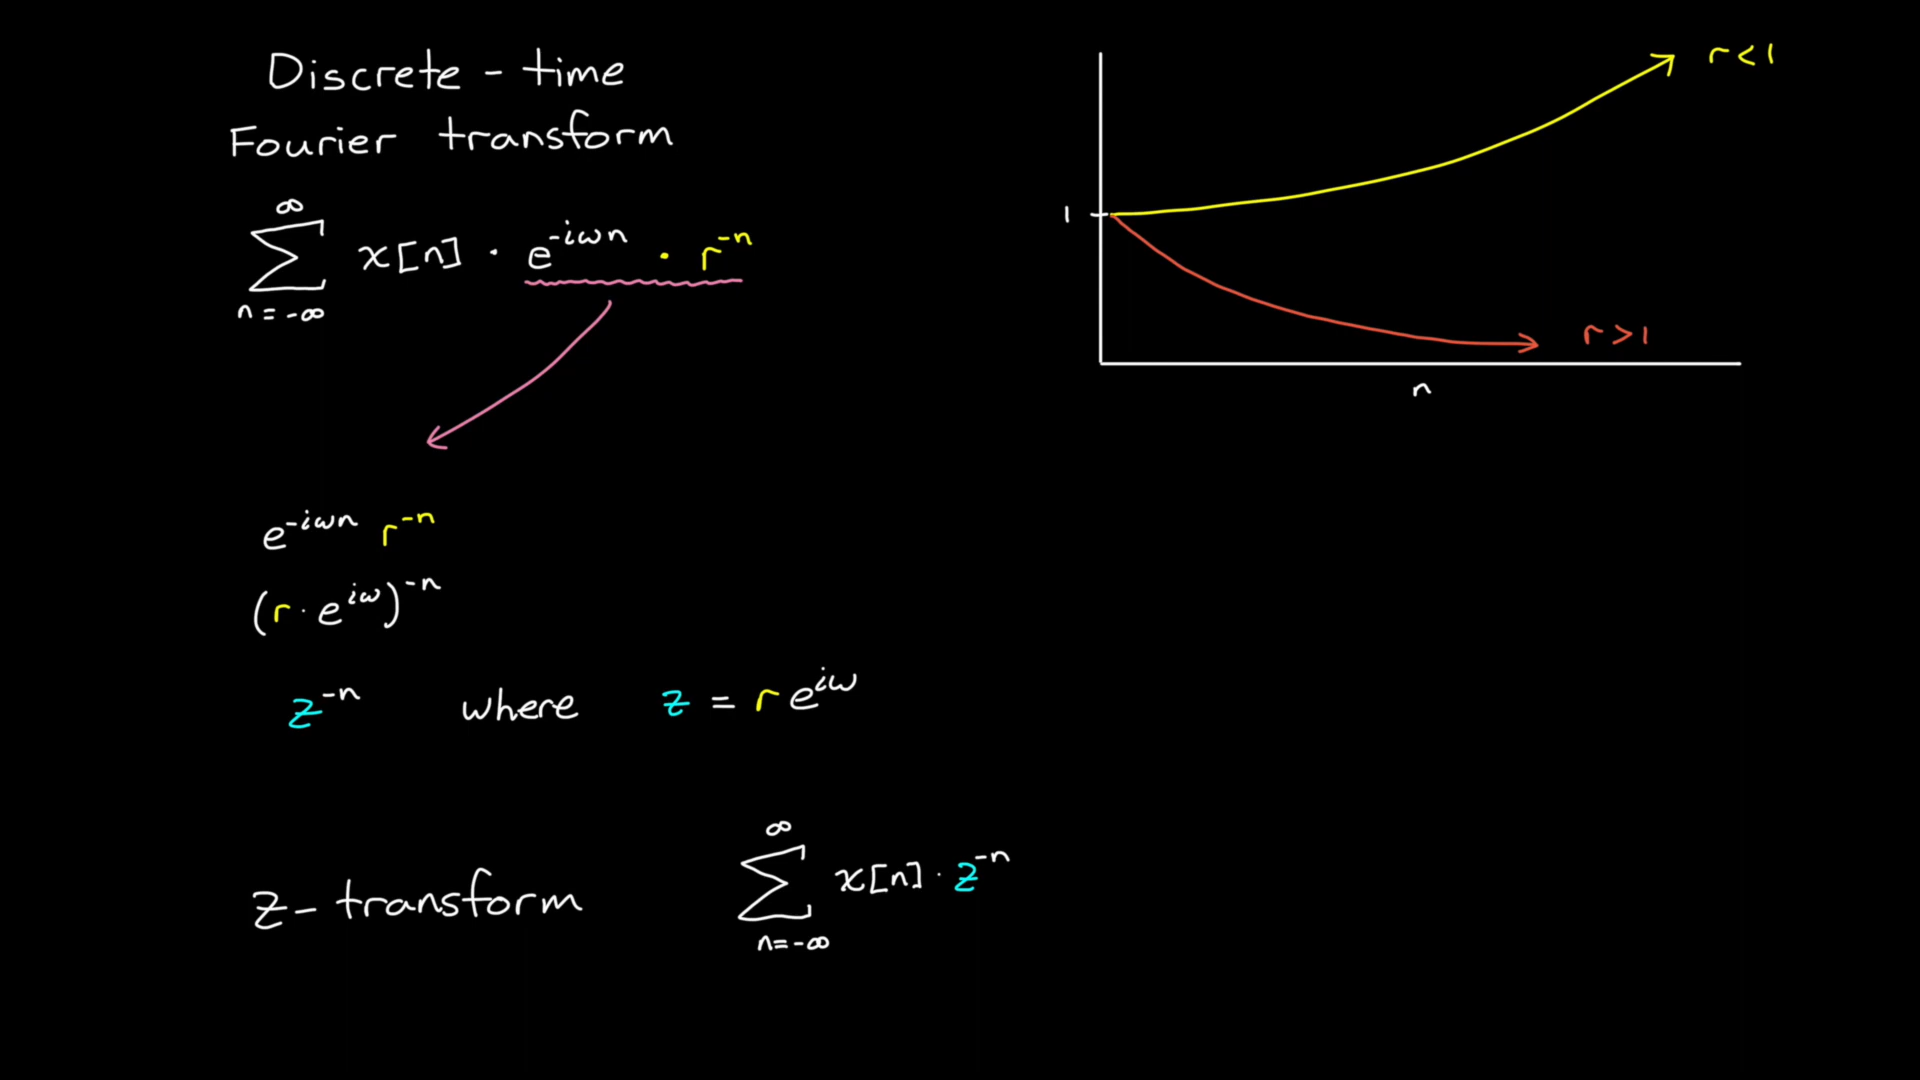 Discrete-time
Fourier transform
∞
∑ x[n] · e^{-iωn} · r^{-n}
n = -∞
e^{-iωn} r^{-n}
(r · e^{iω})^{-n}
z^{-n} where z = r e^{iω}
z-transform
∞
∑ x[n] · z^{-n}
n=-∞
r < 1
1
r > 1
n